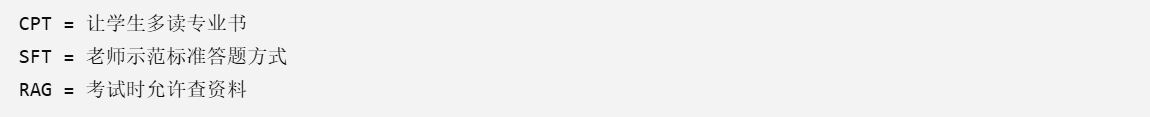 CPT = 让学生多读专业书
SFT = 老师示范标准答题方式
RAG = 考试时允许查资料